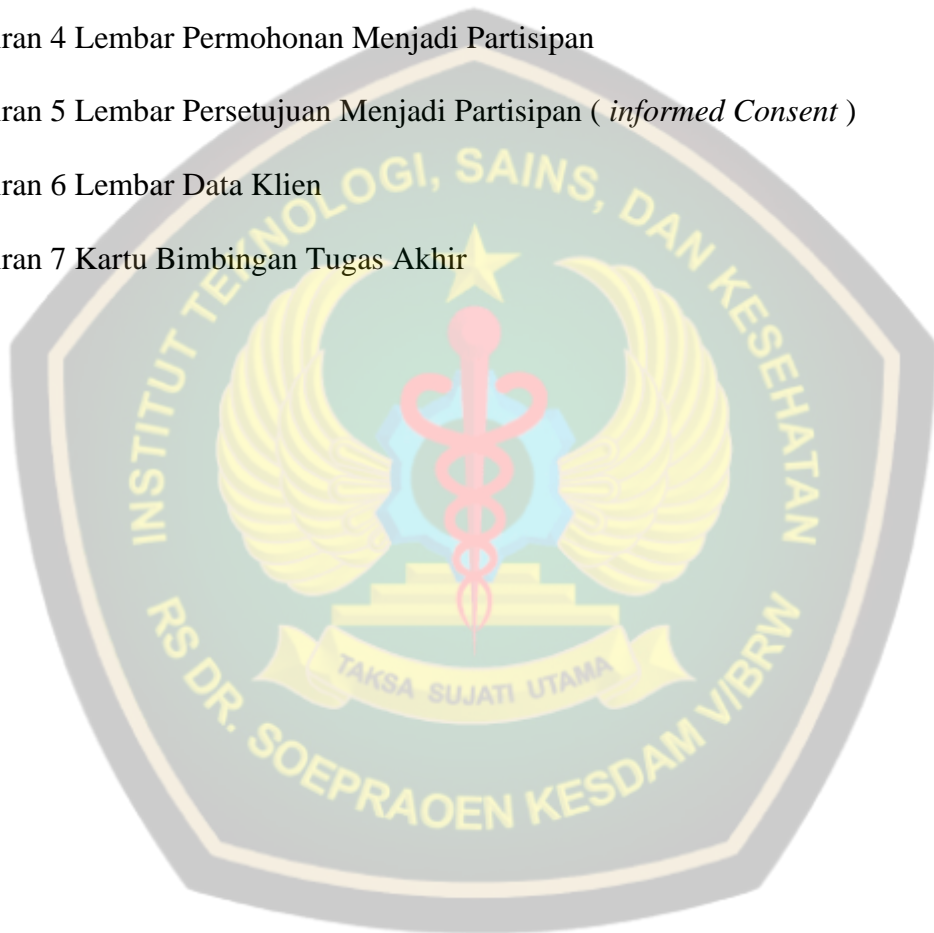 ran 4 Lembar Permohonan Menjadi Partisipan
ran 5 Lembar Persetujuan Menjadi Partisipan ( informed Consent )
ran 6 Lembar Data Klien
ran 7 Kartu Bimbingan Tugas Akhir
INSTITUT TEKNOLOGI, SAINS, DAN KESEHATAN
TAKSA SUJATI UTAMA
RS DR. SOEPRAOEN KESDAM V/BRW